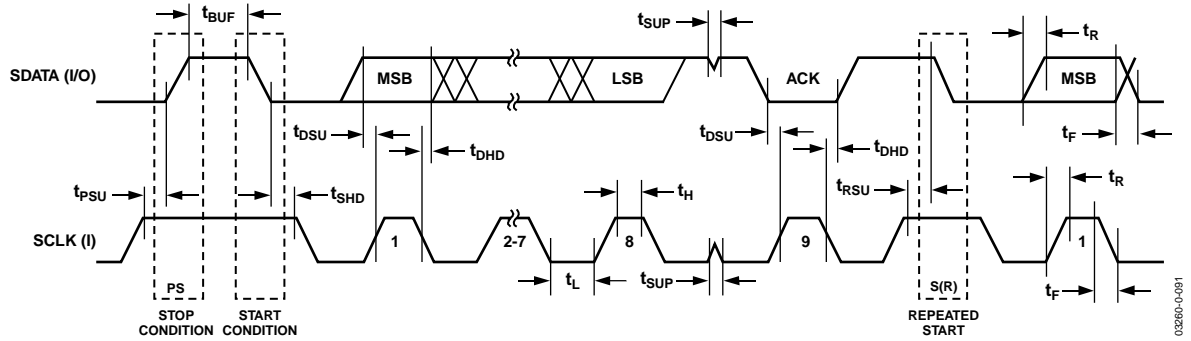 tBUF
tSUP
tR
SDATA (I/O)
MSB
LSB
ACK
MSB
tDSU
tDHD
tDSU
tDHD
tF
tPSU
tSHD
tH
tRSU
tR
SCLK (I)
1
2-7
8
9
1
PS
tL
tSUP
S(R)
tF
STOP
CONDITION
START
CONDITION
REPEATED
START
03260-0-091